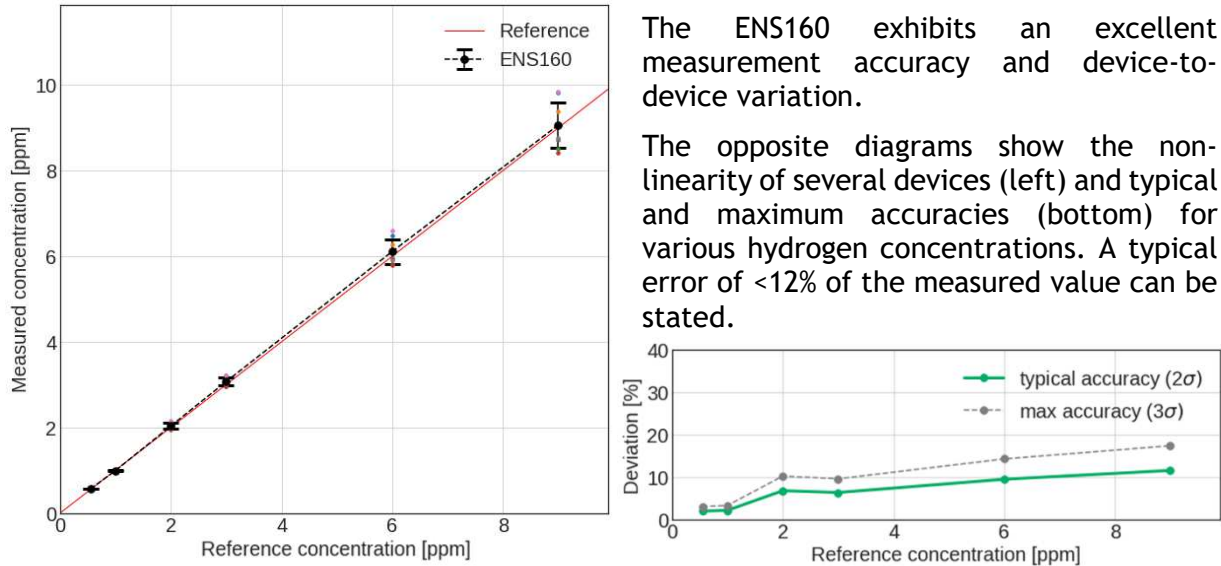 Reference
ENS160
10
8
6
4
2
0
0
2
4
6
8
Measured concentration [ppm]
Reference concentration [ppm]
The ENS160 exhibits an excellent
measurement accuracy and device-to-
device variation.
The opposite diagrams show the non-
linearity of several devices (left) and typical
and maximum accuracies (bottom) for
various hydrogen concentrations. A typical
error of <12% of the measured value can be
stated.
typical accuracy (2σ)
max accuracy (3σ)
40
30
20
10
0
0
2
4
6
8
Deviation [%]
Reference concentration [ppm]